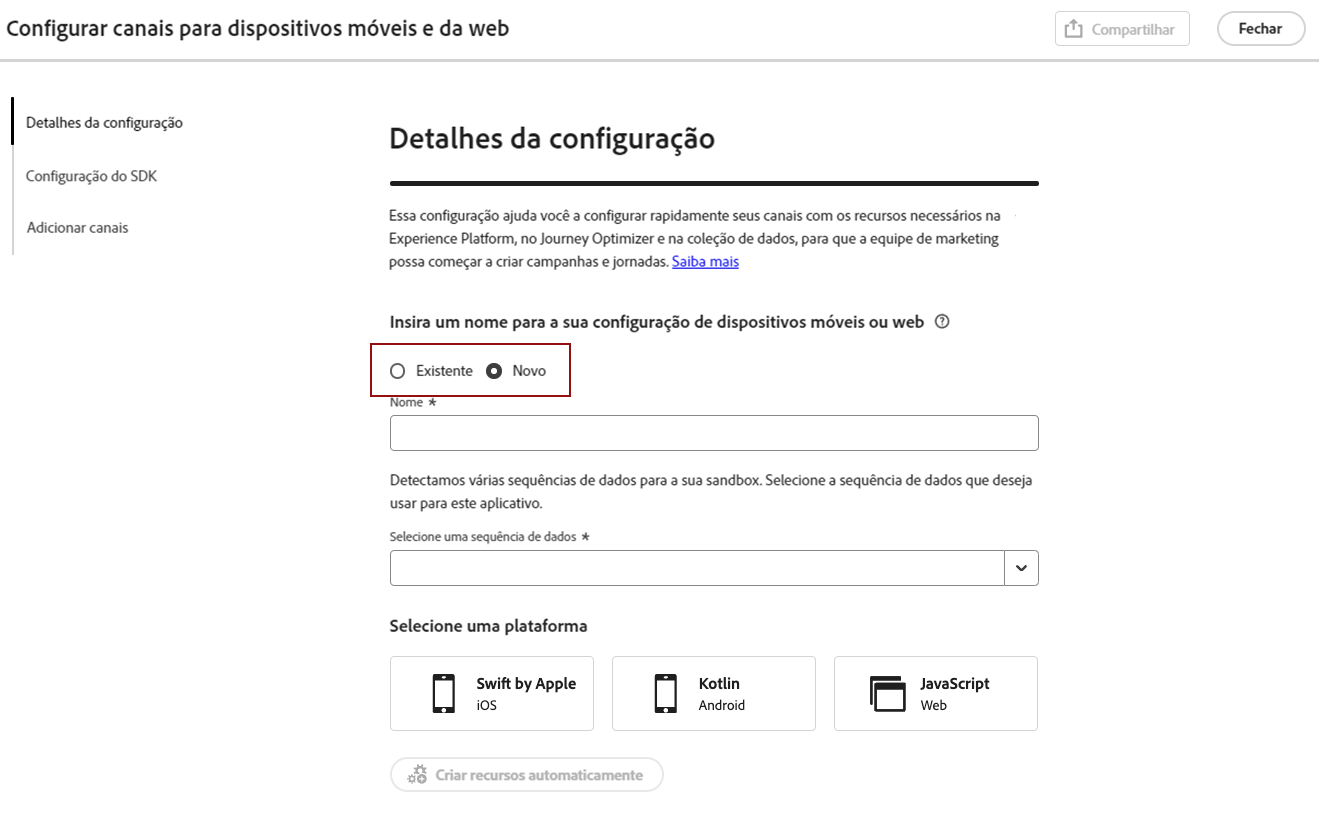 Configurar canais para dispositivos móveis e da web
Compartilhar
Fechar
Detalhes da configuração
Configuração do SDK
Adicionar canais
Detalhes da configuração
Essa configuração ajuda você a configurar rapidamente seus canais com os recursos necessários na
Experience Platform, no Journey Optimizer e na coleção de dados, para que a equipe de marketing
possa começar a criar campanhas e jornadas. Saiba mais
Insira um nome para a sua configuração de dispositivos móveis ou web
Existente
Novo
Nome *
Detectamos várias sequências de dados para a sua sandbox. Selecione a sequência de dados que deseja
usar para este aplicativo.
Selecione uma sequência de dados *
Selecione uma plataforma
Swift by Apple
iOS
Kotlin
Android
JavaScript
Web
Criar recursos automaticamente